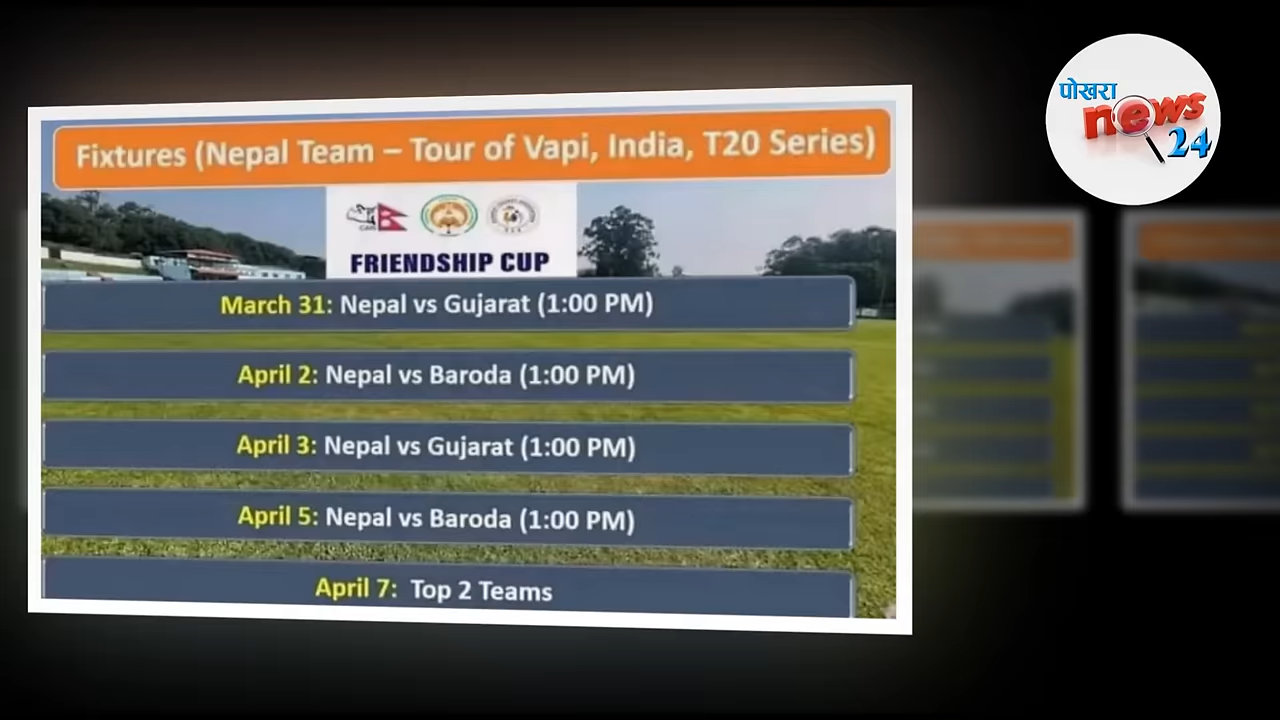 Fixtures (Nepal Team – Tour of Vapi, India, T20 Series)
FRIENDSHIP CUP
March 31: Nepal vs Gujarat (1:00 PM)
April 2: Nepal vs Baroda (1:00 PM)
April 3: Nepal vs Gujarat (1:00 PM)
April 5: Nepal vs Baroda (1:00 PM)
April 7: Top 2 Teams
पोखरा
news
24